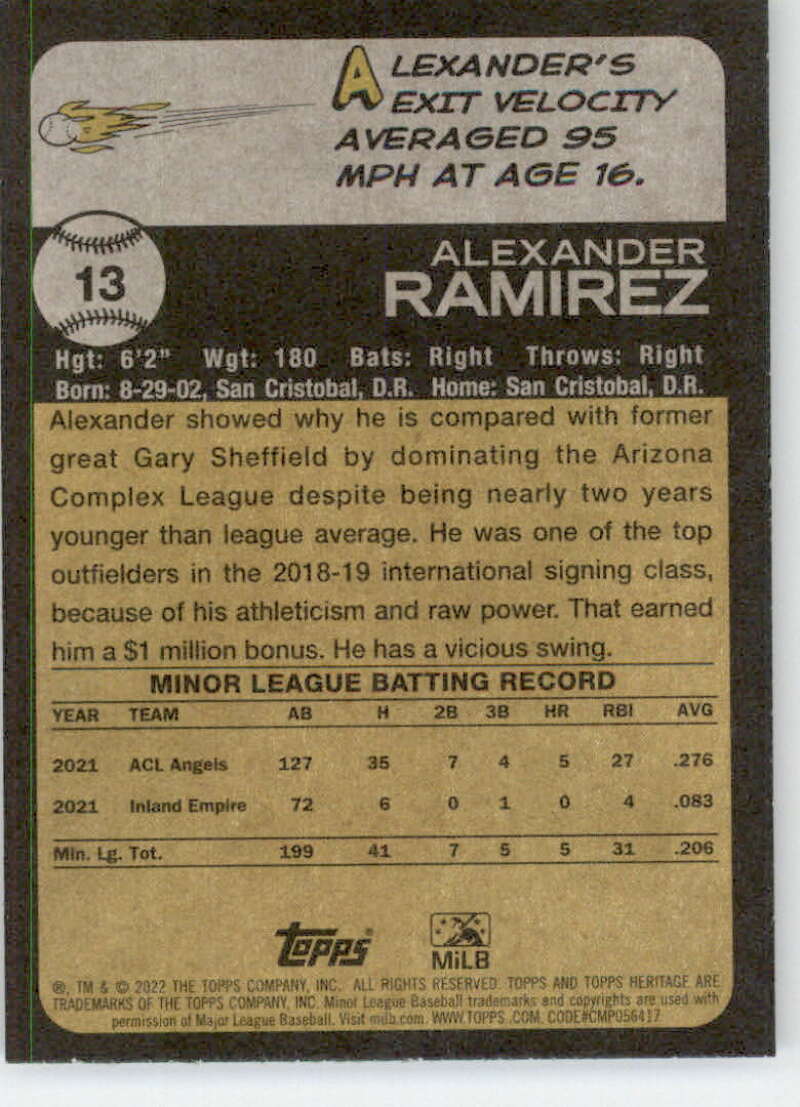 ALEXANDER'S
EXIT VELOCITY
AVERAGED 95
MPH AT AGE 16.
13
ALEXANDER
RAMIREZ
Hgt: 6'2" Wgt: 180 Bats: Right Throws: Right
Born: 8-29-02, San Cristobal, D.R. Home: San Cristobal, D.R.
Alexander showed why he is compared with former
great Gary Sheffield by dominating the Arizona
Complex League despite being nearly two years
younger than league average. He was one of the top
outfielders in the 2018-19 international signing class,
because of his athleticism and raw power. That earned
him a $1 million bonus. He has a vicious swing.
MINOR LEAGUE BATTING RECORD
YEAR TEAM AB H 2B 3B HR RBI AVG
2021 ACL Angels 127 35 7 4 5 27 .276
2021 Inland Empire 72 6 0 1 0 4 .083
Min. Lg. Tot. 199 41 7 5 5 31 .206
topps
MiLB
®, TM & © 2022 THE TOPPS COMPANY, INC. ALL RIGHTS RESERVED. TOPPS AND TOPPS HERITAGE ARE
TRADEMARKS OF THE TOPPS COMPANY, INC. Minor League Baseball trademarks and copyrights are used with
permission of Major League Baseball. Visit milb.com. WWW.TOPPS.COM. CODE#CMP056417